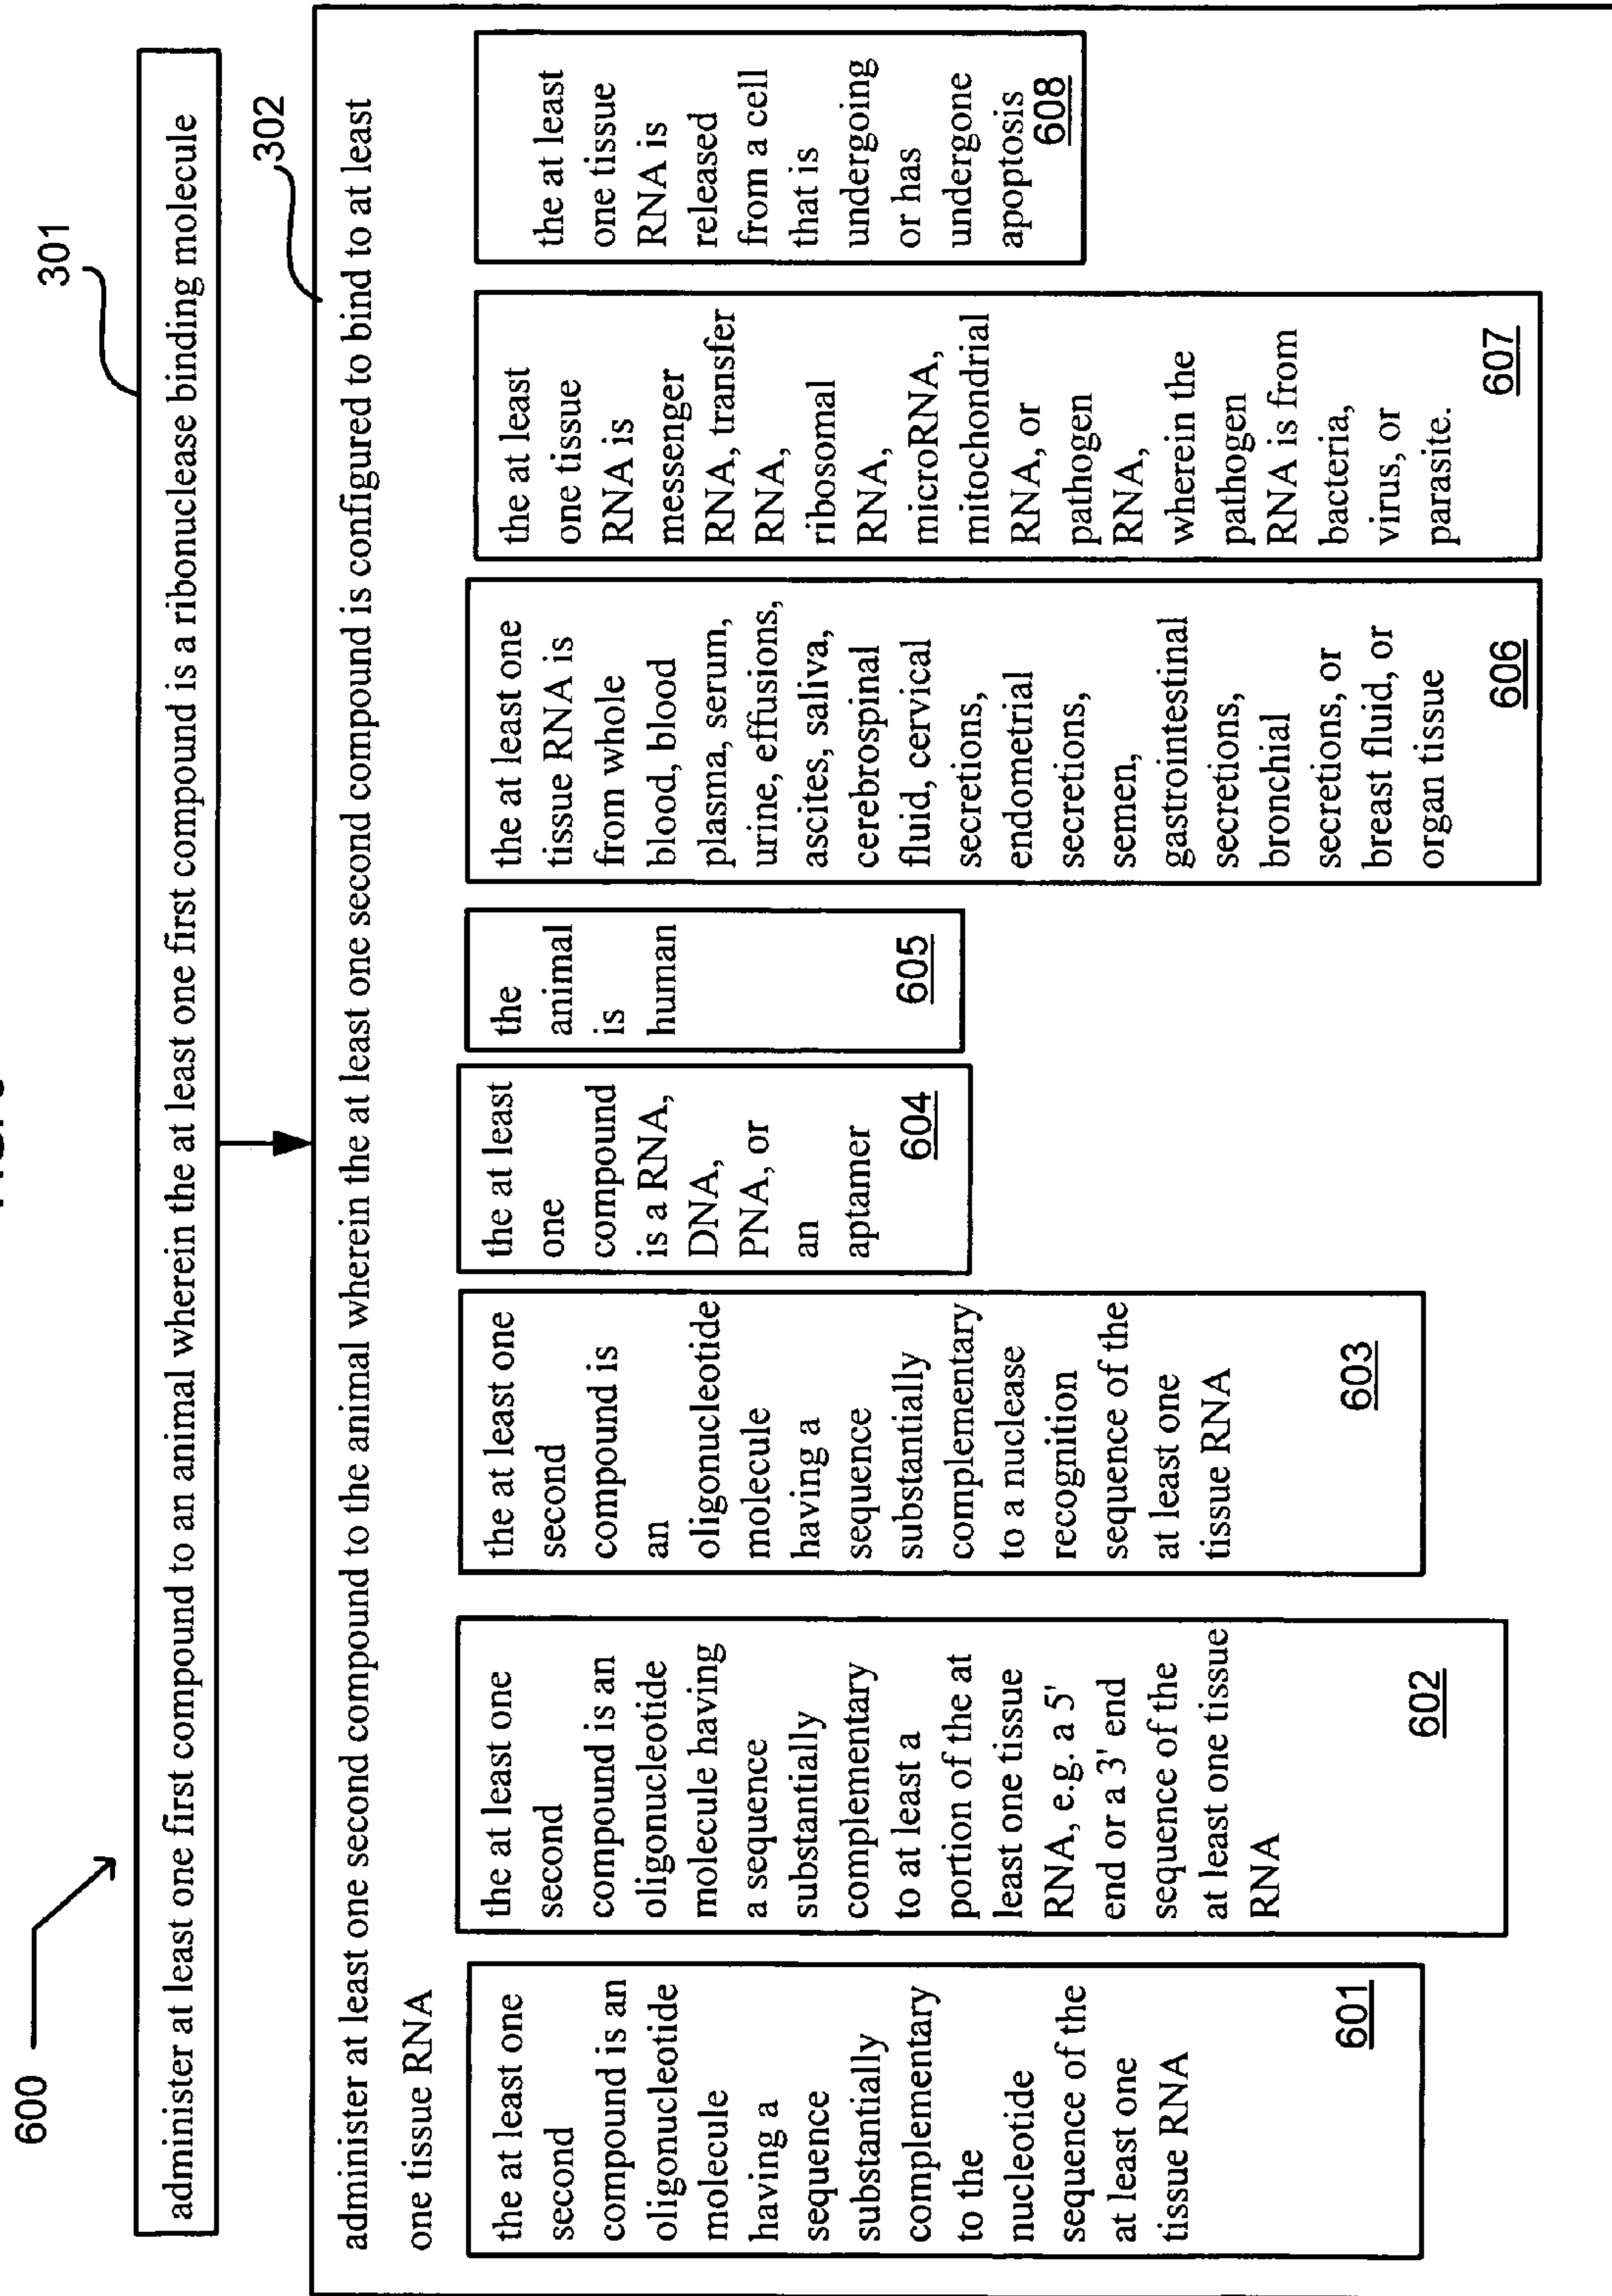 600
301
administer at least one first compound to an animal wherein the at least one first compound is a ribonuclease binding molecule
302
administer at least one second compound to the animal wherein the at least one second compound is configured to bind to at least
one tissue RNA
the at least one
second
compound is an
oligonucleotide
molecule
having a
sequence
substantially
complementary
to the
nucleotide
sequence of the
at least one
tissue RNA
601
the at least one
second
compound is an
oligonucleotide
molecule having
a sequence
substantially
complementary
to at least a
portion of the at
least one tissue
RNA, e.g. a 5'
end or a 3' end
sequence of the
at least one tissue
RNA
602
the at least one
second
compound is
an
oligonucleotide
molecule
having a
sequence
substantially
complementary
to a nuclease
recognition
sequence of the
at least one
tissue RNA
603
the at least
one
compound
is a RNA,
DNA,
PNA, or
an
aptamer
604
the
animal
is
human
605
the at least one
tissue RNA is
from whole
blood, blood
plasma, serum,
urine, effusions,
ascites, saliva,
cerebrospinal
fluid, cervical
secretions,
endometrial
secretions,
semen,
gastrointestinal
secretions,
bronchial
secretions, or
breast fluid, or
organ tissue
606
the at least
one tissue
RNA is
messenger
RNA, transfer
RNA,
ribosomal
RNA,
microRNA,
mitochondrial
RNA, or
pathogen
RNA,
wherein the
pathogen
RNA is from
bacteria,
virus, or
parasite.
607
the at least
one tissue
RNA is
released
from a cell
that is
undergoing
or has
undergone
apoptosis
608